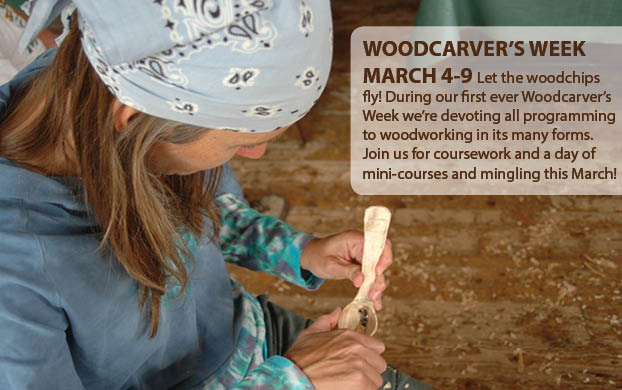 WOODCARVER’S WEEK
MARCH 4-9 Let the woodchips
fly! During our first ever Woodcarver’s
Week we’re devoting all programming
to woodworking in its many forms.
Join us for coursework and a day of
mini-courses and mingling this March!